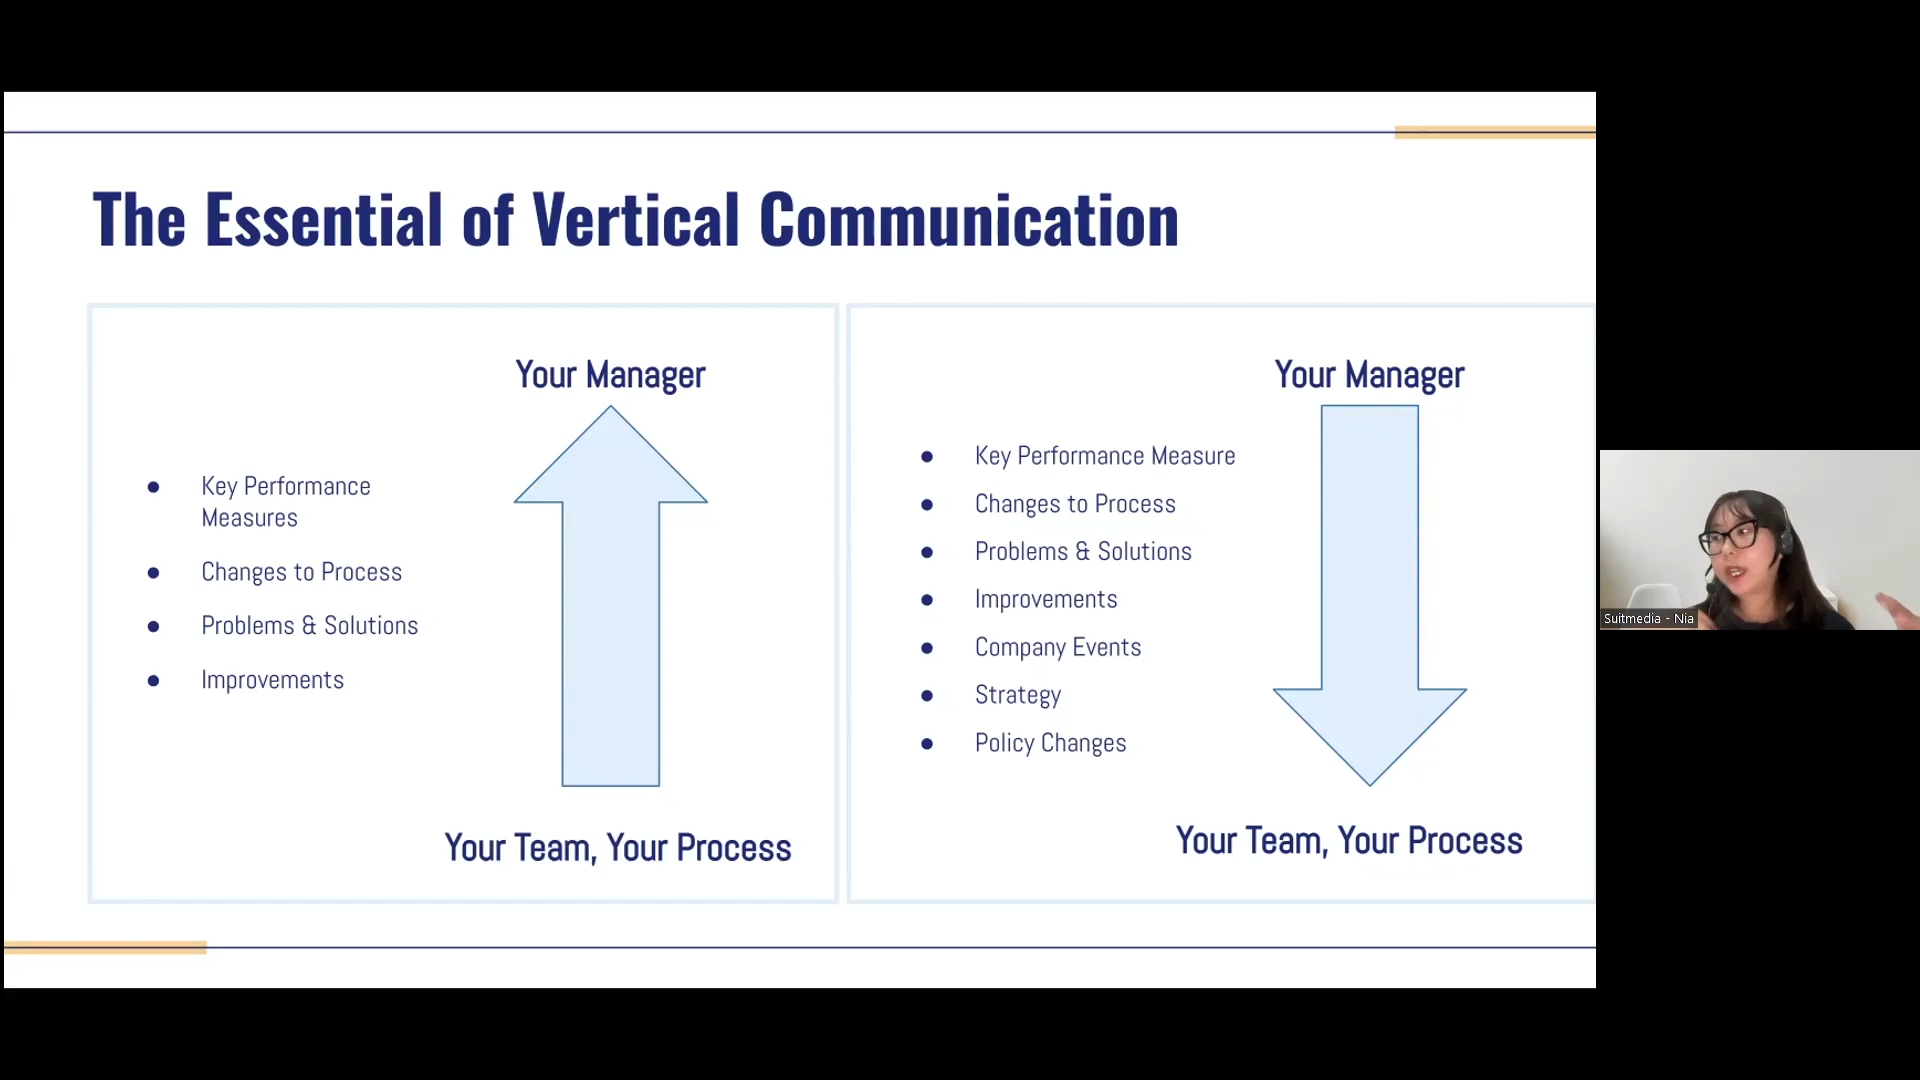 The Essential of Vertical Communication
Your Manager
Key Performance
Measures
Changes to Process
Problems & Solutions
Improvements
Your Team, Your Process
Your Manager
Key Performance Measure
Changes to Process
Problems & Solutions
Improvements
Company Events
Strategy
Policy Changes
Your Team, Your Process
Suitmedia - Nia